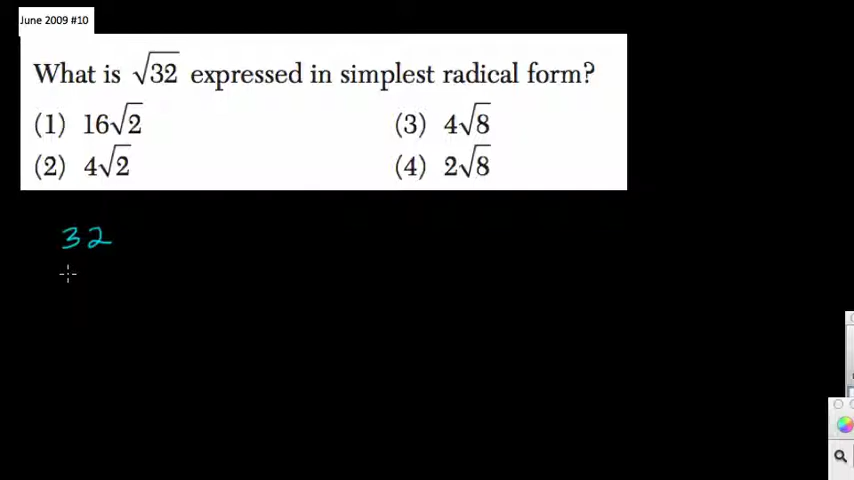 June 2009 #10
What is √32 expressed in simplest radical form?
(1) 16√2 (3) 4√8
(2) 4√2 (4) 2√8
32